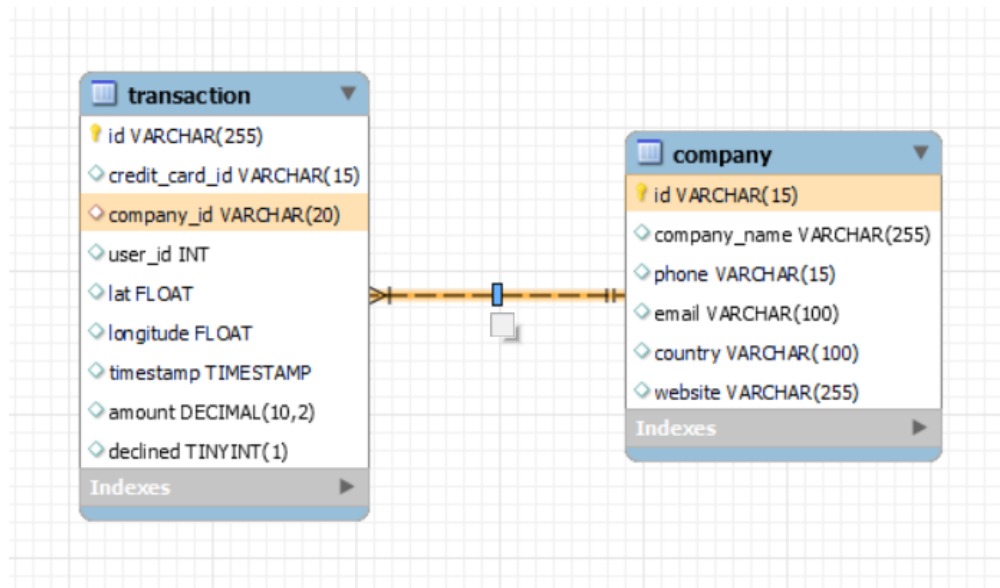 transaction
id VARCHAR(255)
credit_card_id VARCHAR(15)
company_id VARCHAR(20)
user_id INT
lat FLOAT
longitude FLOAT
timestamp TIMESTAMP
amount DECIMAL(10,2)
declined TINYINT(1)
Indexes
company
id VARCHAR(15)
company_name VARCHAR(255)
phone VARCHAR(15)
email VARCHAR(100)
country VARCHAR(100)
website VARCHAR(255)
Indexes